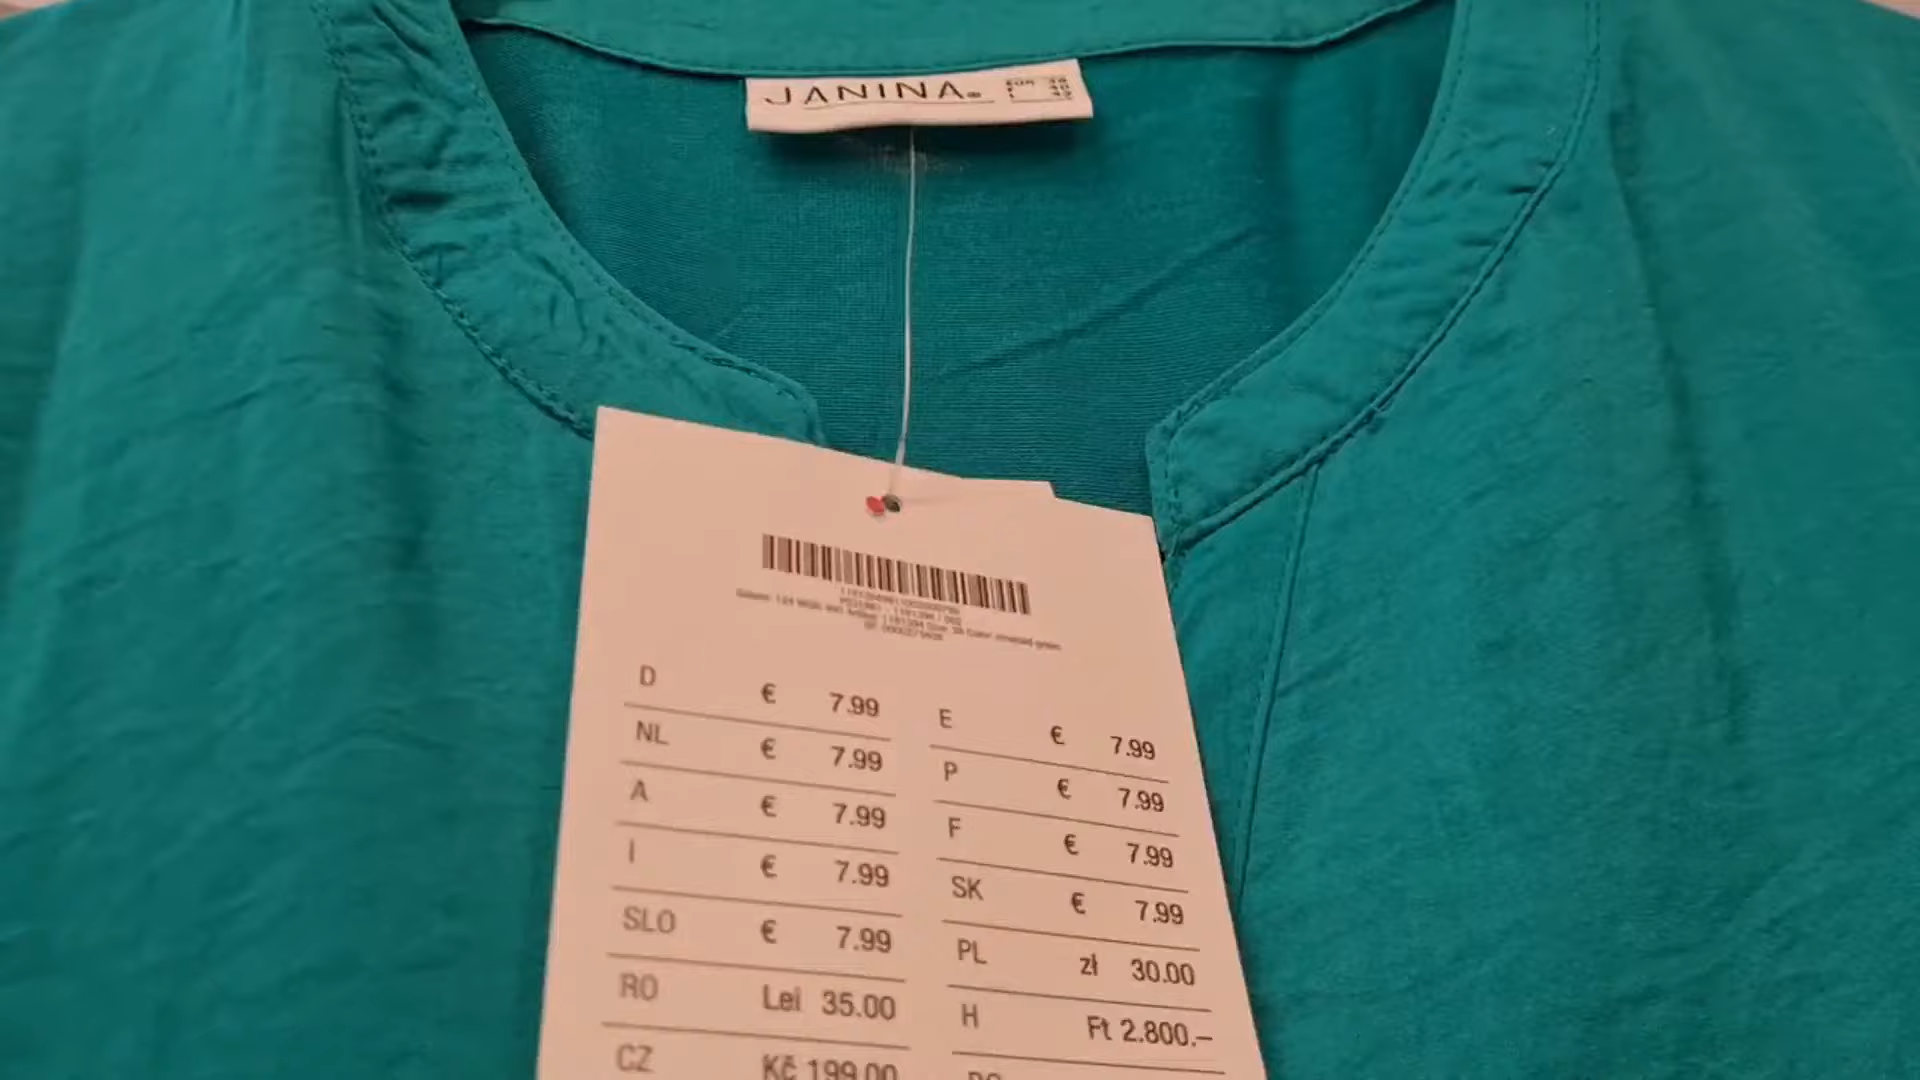 JANINA®
D € 7.99
NL € 7.99
A € 7.99
I € 7.99
SLO € 7.99
RO Lei 35.00
CZ Kč 199.00
E € 7.99
P € 7.99
F € 7.99
SK € 7.99
PL zł 30.00
H Ft 2.800.–